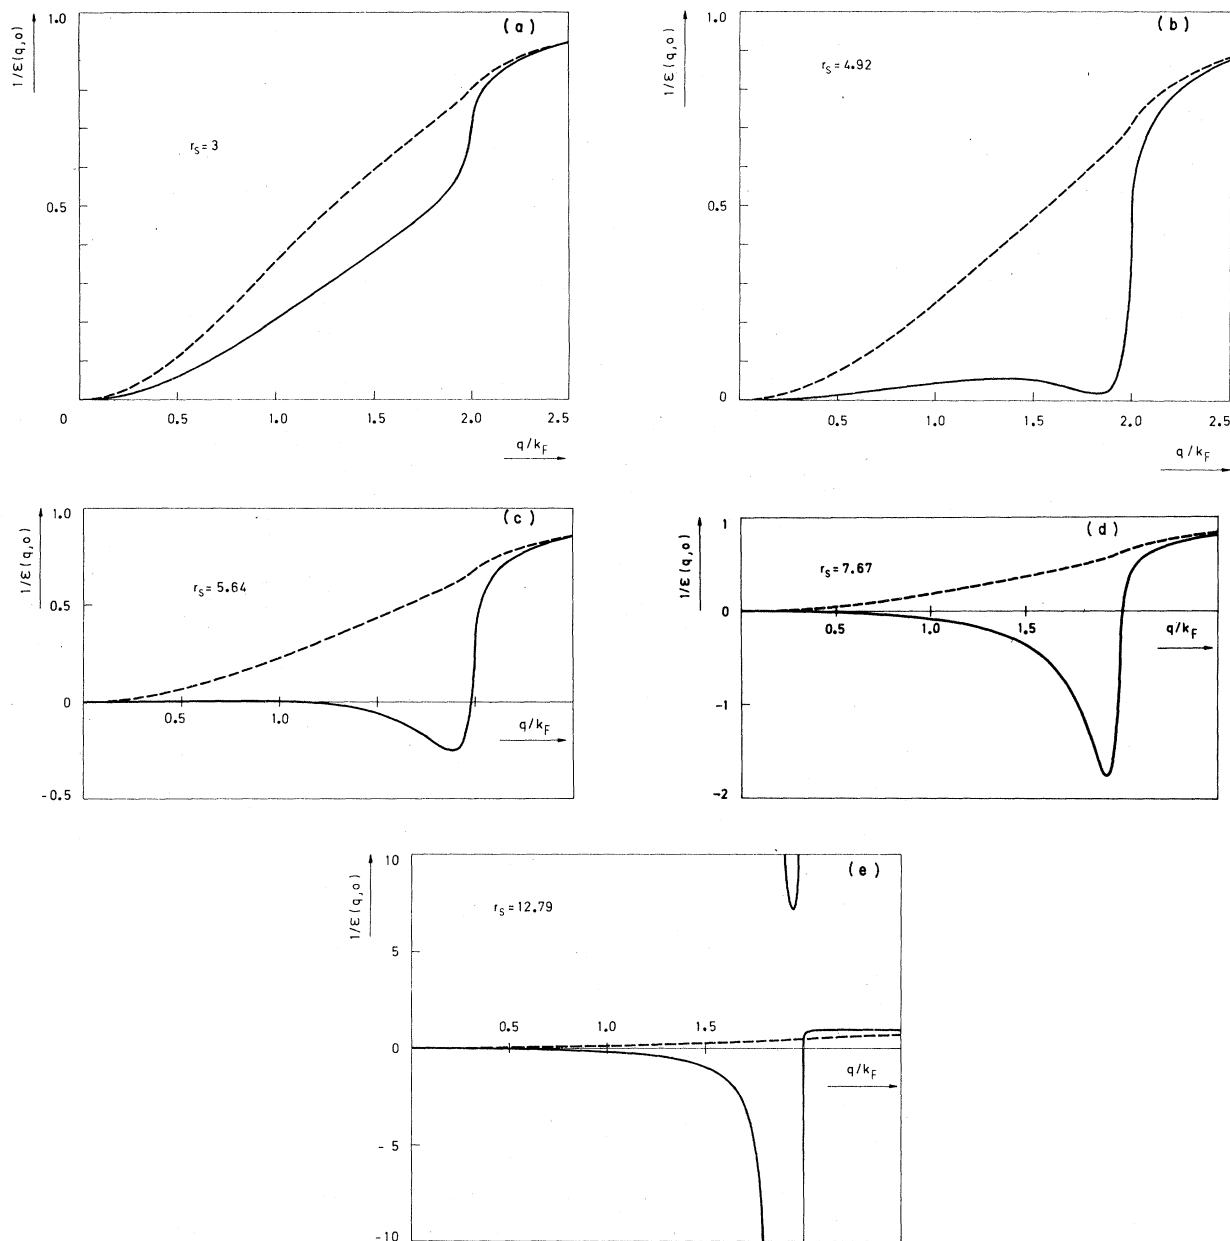 (a)
1.0
1/ε(q,o)
r_S = 3
0.5
0
0.5
1.0
1.5
2.0
2.5
q/k_F
(b)
1.0
1/ε(q,o)
r_S = 4.92
0.5
0
0.5
1.0
1.5
2.0
2.5
q/k_F
(c)
1.0
1/ε(q,o)
r_S = 5.64
0.5
0
0.5
1.0
q/k_F
-0.5
(d)
1
1/ε(q,o)
r_S = 7.67
0
0.5
1.0
1.5
q/k_F
-1
-2
(e)
10
1/ε(q,o)
r_S = 12.79
5
0.5
1.0
1.5
0
q/k_F
-5
-10